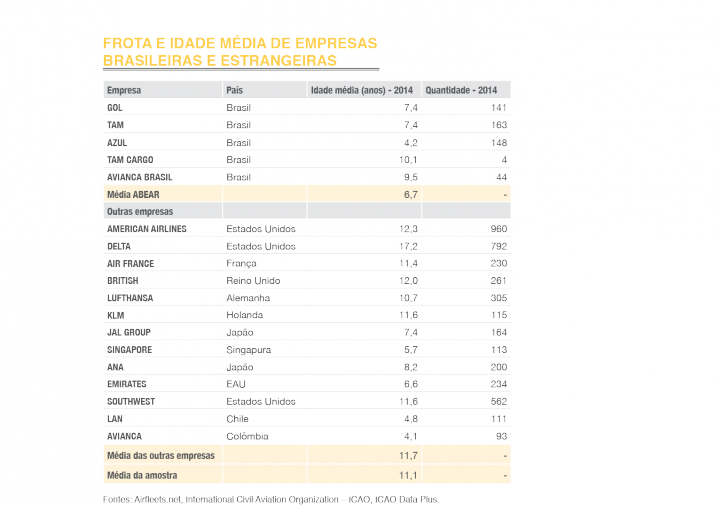 FROTA E IDADE MÉDIA DE EMPRESAS
BRASILEIRAS E ESTRANGEIRAS
Empresa País Idade média (anos) - 2014 Quantidade - 2014
GOL Brasil 7,4 141
TAM Brasil 7,4 163
AZUL Brasil 4,2 148
TAM CARGO Brasil 10,1 4
AVIANCA BRASIL Brasil 9,5 44
Média ABEAR 6,7 -
Outras empresas
AMERICAN AIRLINES Estados Unidos 12,3 960
DELTA Estados Unidos 17,2 792
AIR FRANCE França 11,4 230
BRITISH Reino Unido 12,0 261
LUFTHANSA Alemanha 10,7 305
KLM Holanda 11,6 115
JAL GROUP Japão 7,4 164
SINGAPORE Singapura 5,7 113
ANA Japão 8,2 200
EMIRATES EAU 6,6 234
SOUTHWEST Estados Unidos 11,6 562
LAN Chile 4,8 111
AVIANCA Colômbia 4,1 93
Média das outras empresas 11,7 -
Média da amostra 11,1 -
Fontes: Airfleets.net, International Civil Aviation Organization – ICAO, ICAO Data Plus.